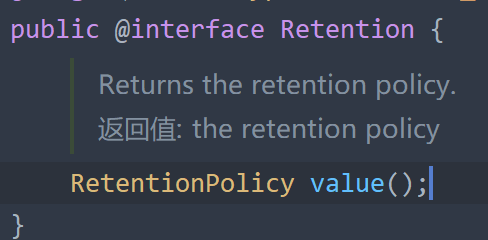 public @interface Retention {
Returns the retention policy.
返回值: the retention policy
RetentionPolicy value();
}